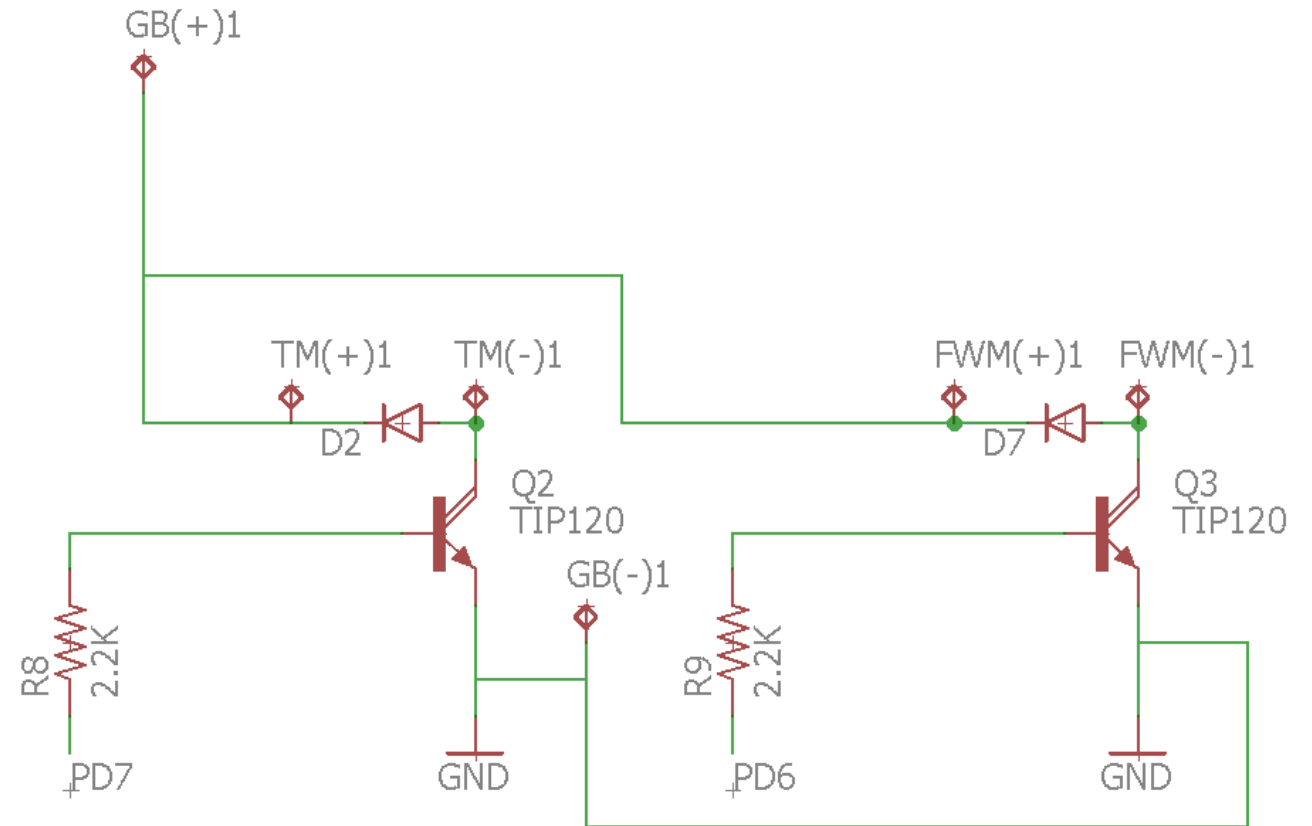 GB(+)1
TM(+)1
TM(-)1
FWM(+)1
FWM(-)1
D2
D7
Q2
TIP120
Q3
TIP120
GB(-)1
R8
2.2K
R9
2.2K
PD7
GND
PD6
GND